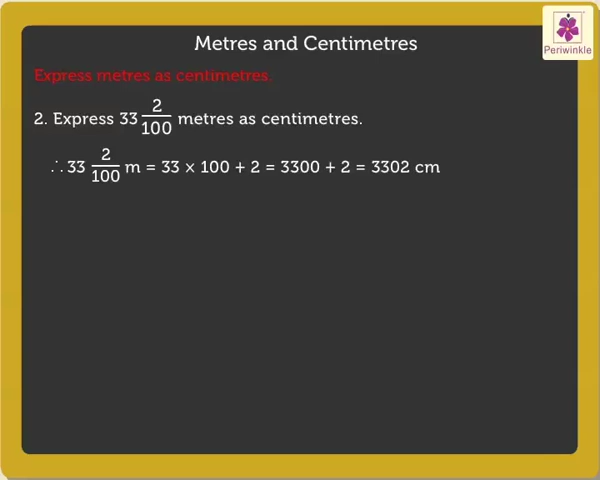 Metres and Centimetres
Periwinkle
Express metres as centimetres.
2. Express 33 2/100 metres as centimetres.
∴ 33 2/100 m = 33 × 100 + 2 = 3300 + 2 = 3302 cm